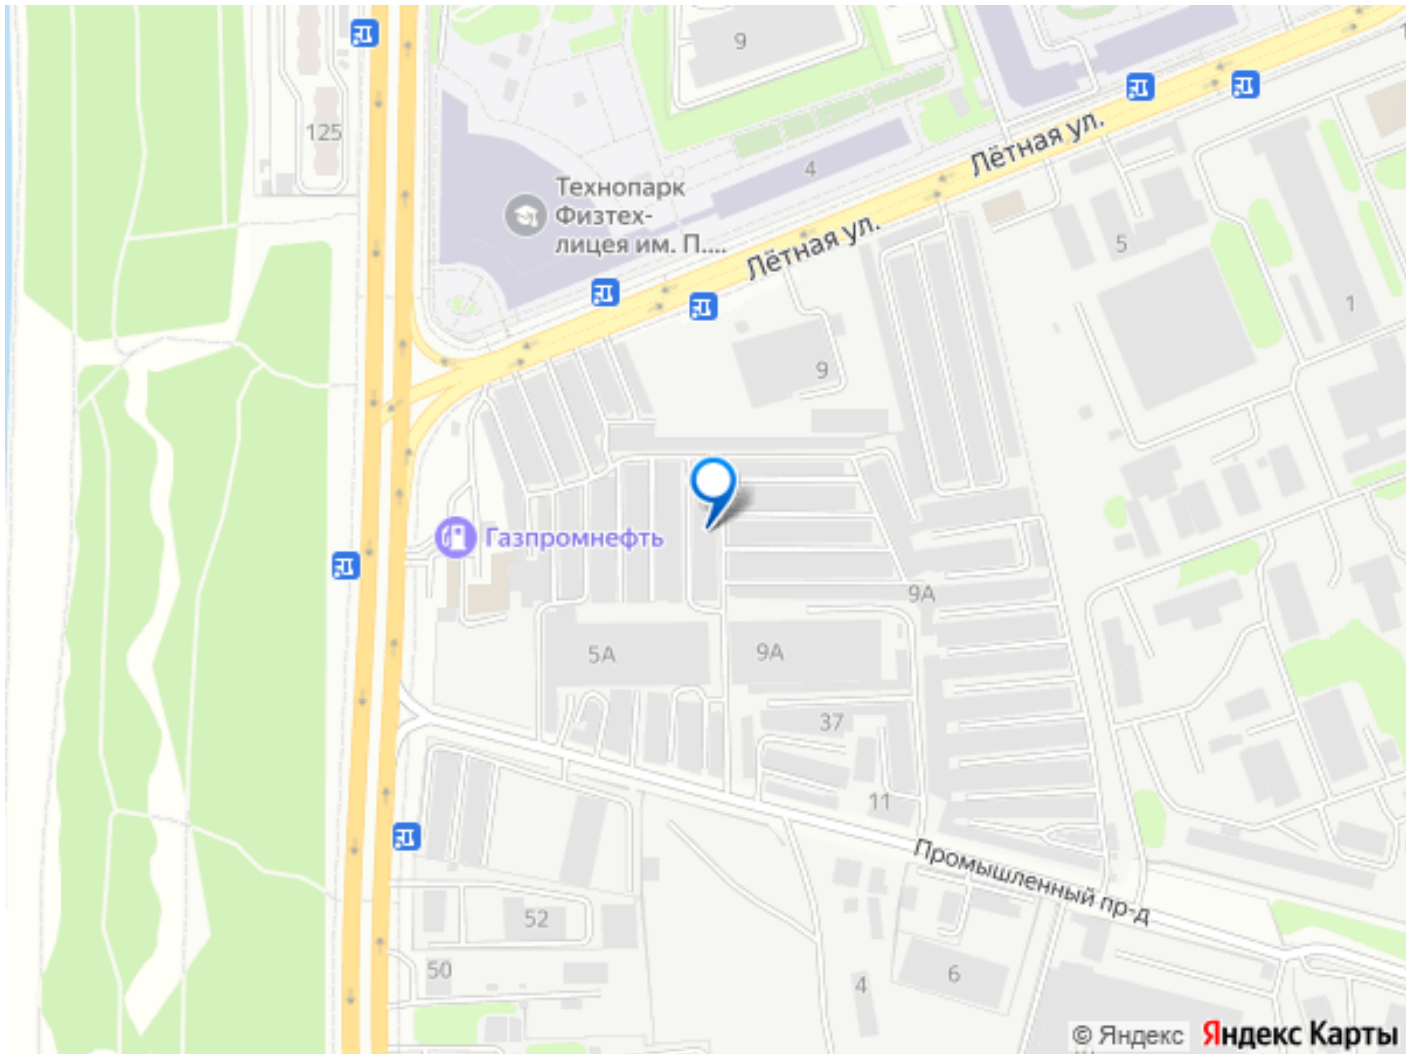 9
125
Лётная ул.
4
Технопарк
Физтех-
лицея им. П....
5
Лётная ул.
1
9
Газпромнефть
9А
5А
9А
37
11
Промышленный пр-д
52
50
4
6
© Яндекс
Яндекс Карты